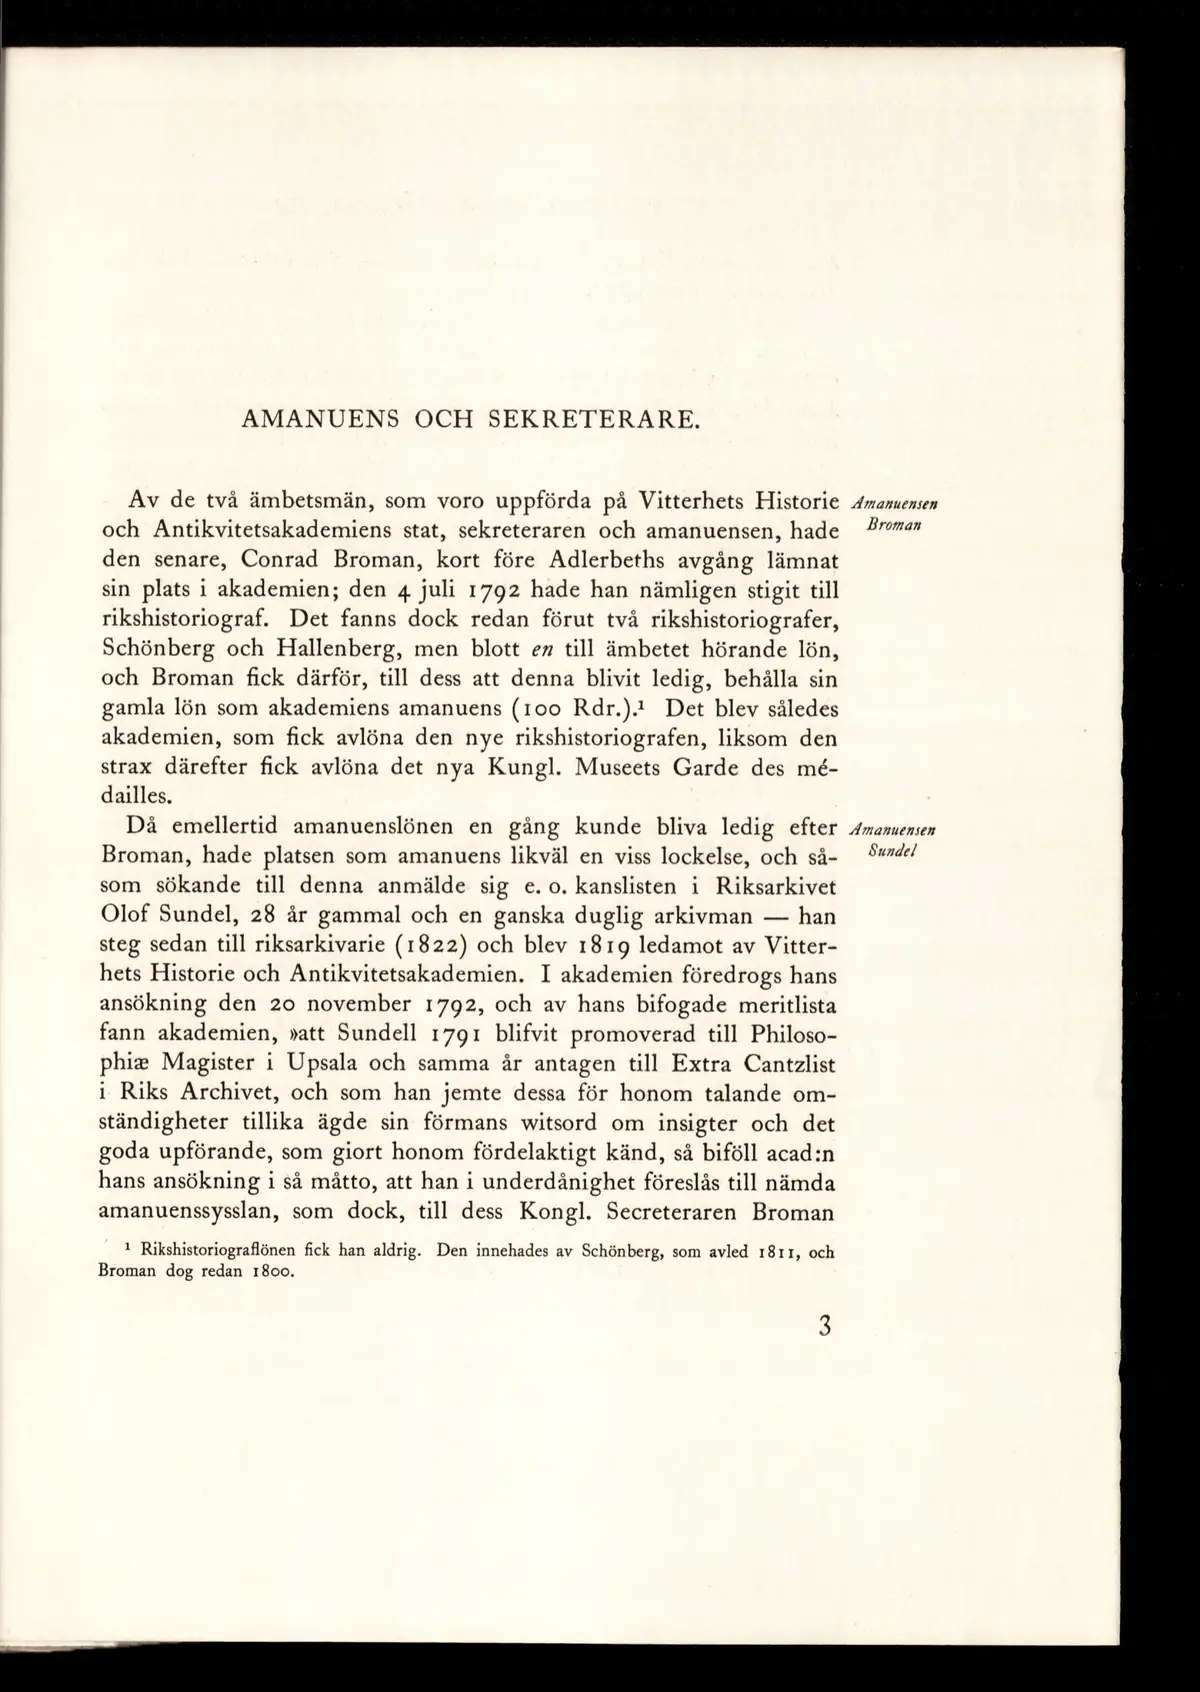 AMANUENS OCH SEKRETERARE.
Av de två ämbetsmän, som voro uppförda på Vitterhets Historie
och Antikvitetsakademiens stat, sekreteraren och amanuensen, hade
den senare, Conrad Broman, kort före Adlerbeths avgång lämnat
sin plats i akademien; den 4 juli 1792 hade han nämligen stigit till
rikshistoriograf. Det fanns dock redan förut två rikshistoriografer,
Schönberg och Hallenberg, men blott en till ämbetet hörande lön,
och Broman fick därför, till dess att denna blivit ledig, behålla sin
gamla lön som akademiens amanuens (100 Rdr.).¹ Det blev således
akademien, som fick avlöna den nye rikshistoriografen, liksom den
strax därefter fick avlöna det nya Kungl. Museets Garde des mé-
dailles.
Amanuensen
Broman
Då emellertid amanuenslönen en gång kunde bliva ledig efter
Broman, hade platsen som amanuens likväl en viss lockelse, och så-
som sökande till denna anmälde sig e. o. kanslisten i Riksarkivet
Olof Sundel, 28 år gammal och en ganska duglig arkivman — han
steg sedan till riksarkivarie (1822) och blev 1819 ledamot av Vitter-
hets Historie och Antikvitetsakademien. I akademien föredrogs hans
ansökning den 20 november 1792, och av hans bifogade meritlista
fann akademien, »att Sundell 1791 blifvit promoverad till Philoso-
phiæ Magister i Upsala och samma år antagen till Extra Cantzlist
i Riks Archivet, och som han jemte dessa för honom talande om-
ständigheter tillika ägde sin förmans witsord om insigter och det
goda upförande, som giort honom fördelaktigt känd, så biföll acad:n
hans ansökning i så måtto, att han i underdånighet föreslås till nämda
amanuenssysslan, som dock, till dess Kongl. Secreteraren Broman
Amanuensen
Sundel
¹ Rikshistoriograflönen fick han aldrig. Den innehades av Schönberg, som avled 1811, och
Broman dog redan 1800.
3